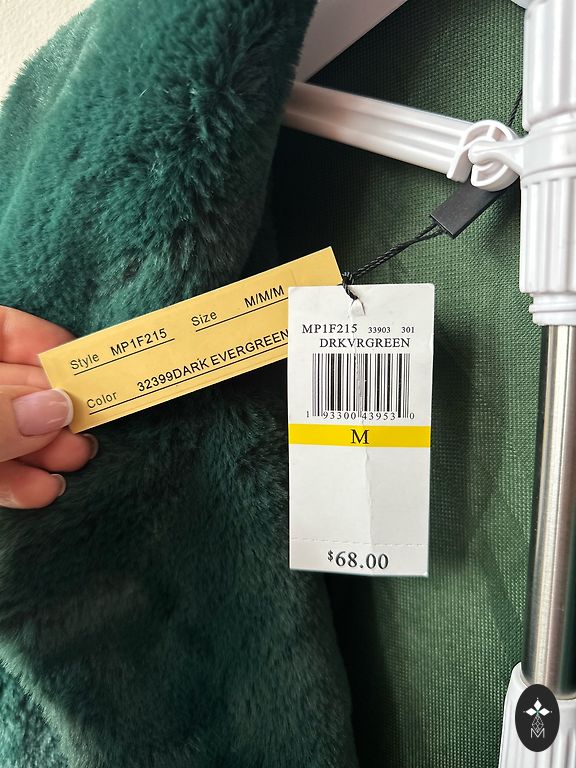 Style MP1F215 Size M/M/M
Color 32399DARK EVERGREEN
MP1F215 33903 301
DRKVRGREEN
1 93300 43953 0
M
$68.00
M